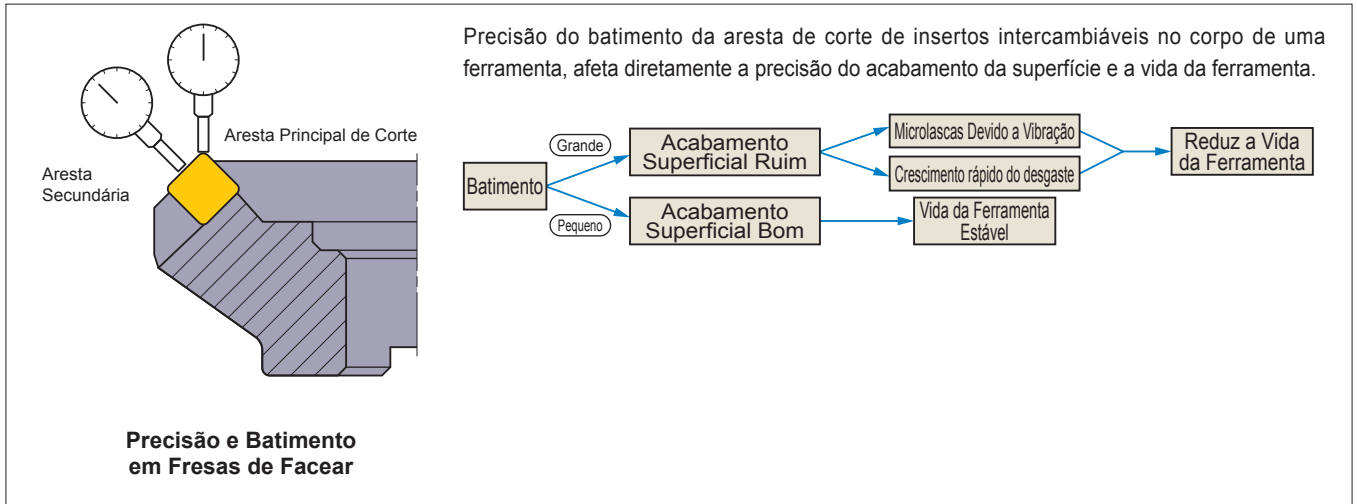 Precisão do batimento da aresta de corte de insertos intercambiáveis no corpo de uma
ferramenta, afeta diretamente a precisão do acabamento da superfície e a vida da ferramenta.
Aresta Principal de Corte
Aresta
Secundária
Batimento
Grande
Pequeno
Acabamento
Superficial Ruim
Acabamento
Superficial Bom
Microlascas Devido a Vibração
Crescimento rápido do desgaste
Vida da Ferramenta
Estável
Reduz a Vida
da Ferramenta
Precisão e Batimento
em Fresas de Facear